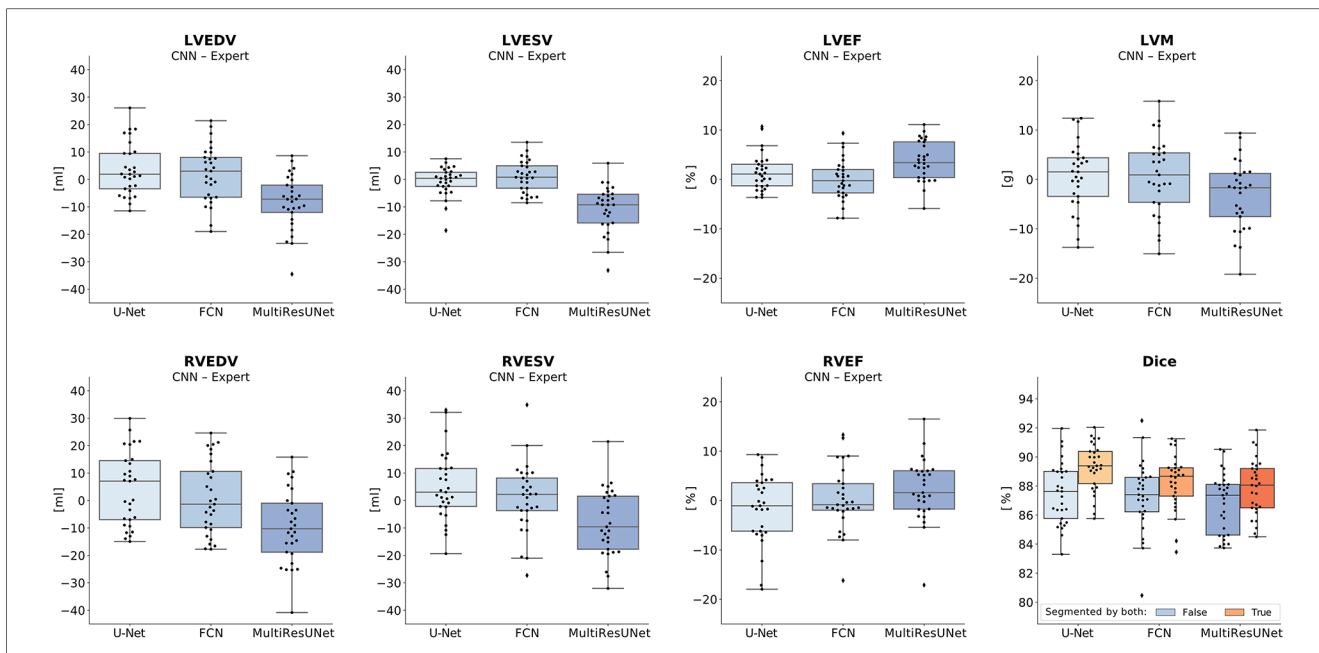 LVEDV
CNN – Expert
[ml]
40
30
20
10
0
−10
−20
−30
−40
U-Net FCN MultiResUNet
LVESV
CNN – Expert
[ml]
40
30
20
10
0
−10
−20
−30
−40
U-Net FCN MultiResUNet
LVEF
CNN – Expert
[%]
20
10
0
−10
−20
U-Net FCN MultiResUNet
LVM
CNN – Expert
[g]
20
10
0
−10
−20
U-Net FCN MultiResUNet
RVEDV
CNN – Expert
[ml]
40
30
20
10
0
−10
−20
−30
−40
U-Net FCN MultiResUNet
RVESV
CNN – Expert
[ml]
40
30
20
10
0
−10
−20
−30
−40
U-Net FCN MultiResUNet
RVEF
CNN – Expert
[%]
20
10
0
−10
−20
U-Net FCN MultiResUNet
Dice
[%]
94
92
90
88
86
84
82
80
Segmented by both: False True
U-Net FCN MultiResUNet